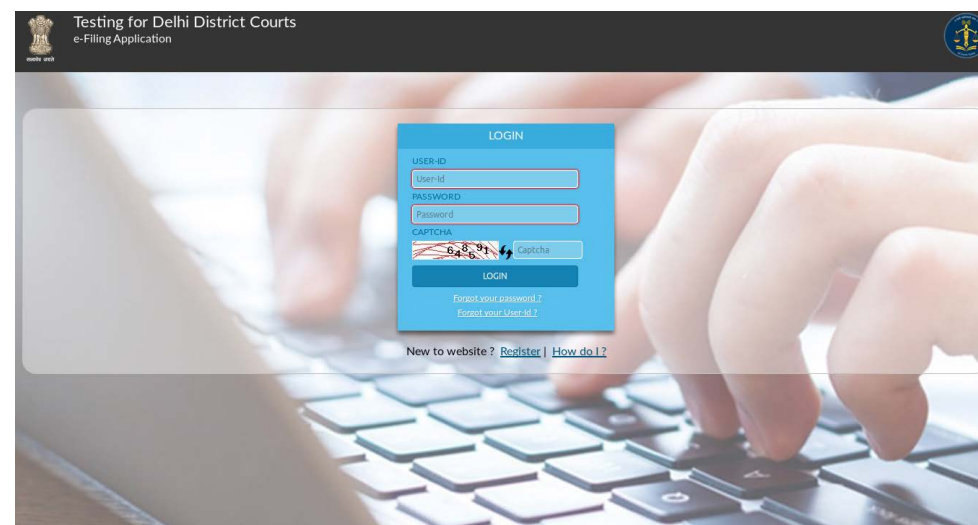 Testing for Delhi District Courts
e-Filing Application
LOGIN
USER-ID
User-Id
PASSWORD
Password
CAPTCHA
Captcha
LOGIN
Forgot your password ?
Forgot your User-Id ?
New to website ? Register | How do I ?